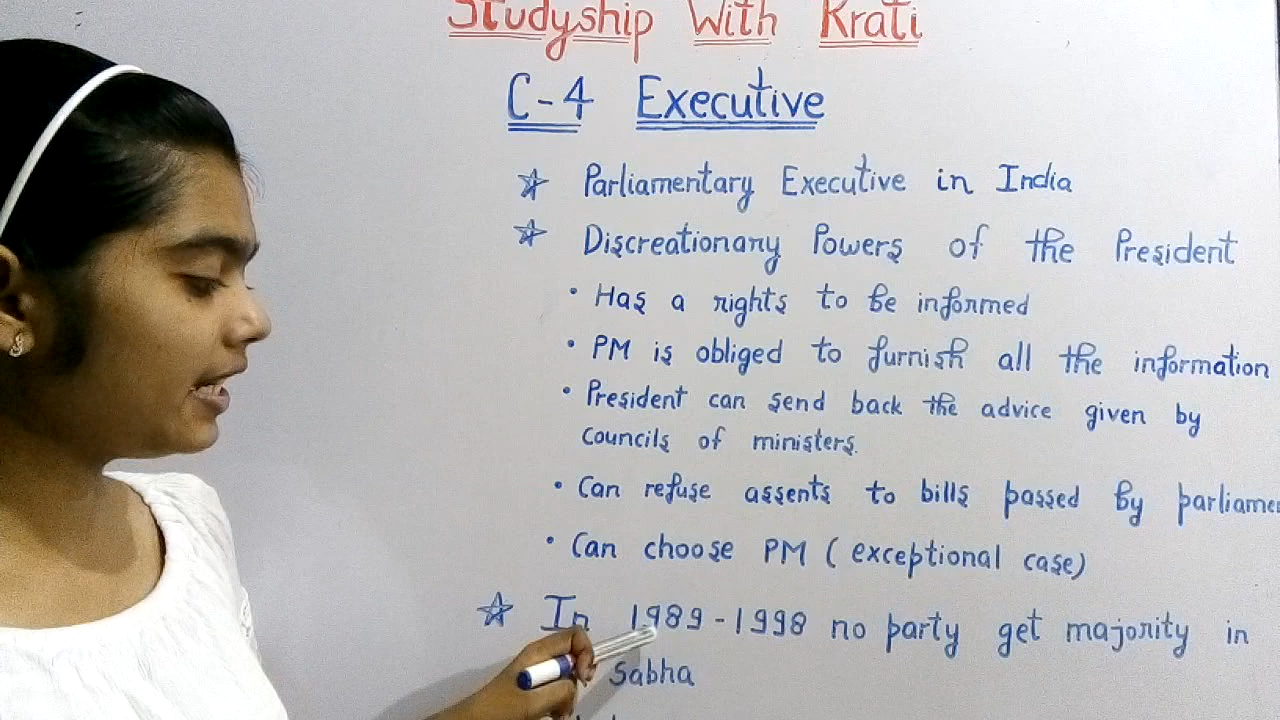 Studyship With Krati
C-4 Executive
Parliamentary Executive in India
Discreationary Powers of the President
• Has a rights to be informed
• PM is obliged to furnish all the information
• President can send back the advice given by
Councils of ministers.
• Can refuse assents to bills passed by parliame
• Can choose PM ( exceptional case)
In 1989-1998 no party get majority in
Sabha